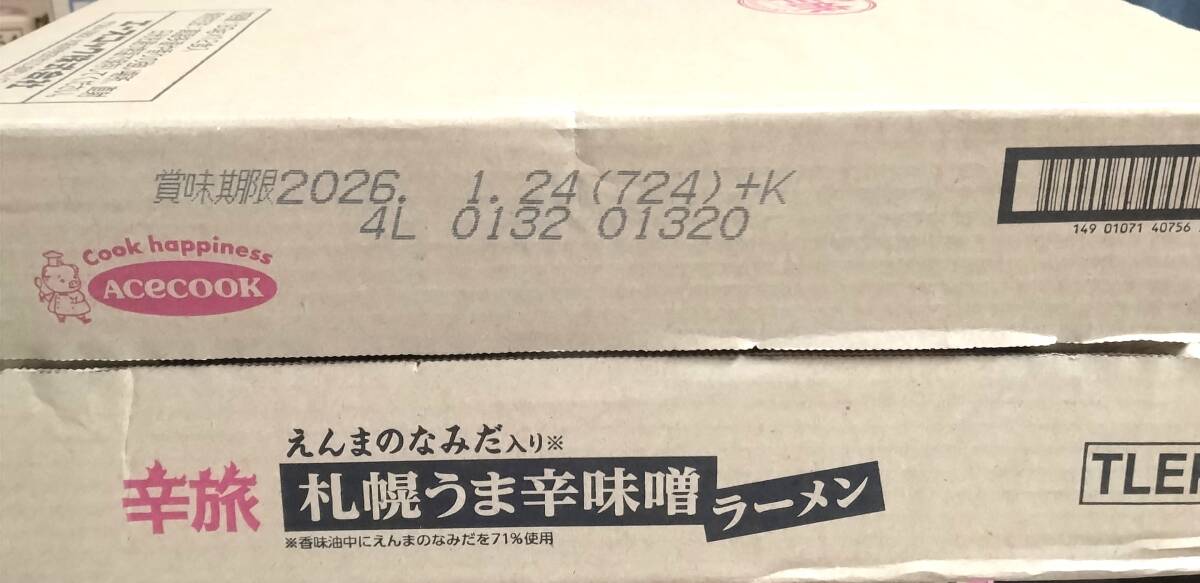 賞味期限2026. 1.24(724)+K
4L 0132 01320
Cook happiness
Acecook
149 01071 40756
えんまのなみだ入り※
辛旅
札幌うま辛味噌ラーメン
※香味油中にえんまのなみだを71%使用